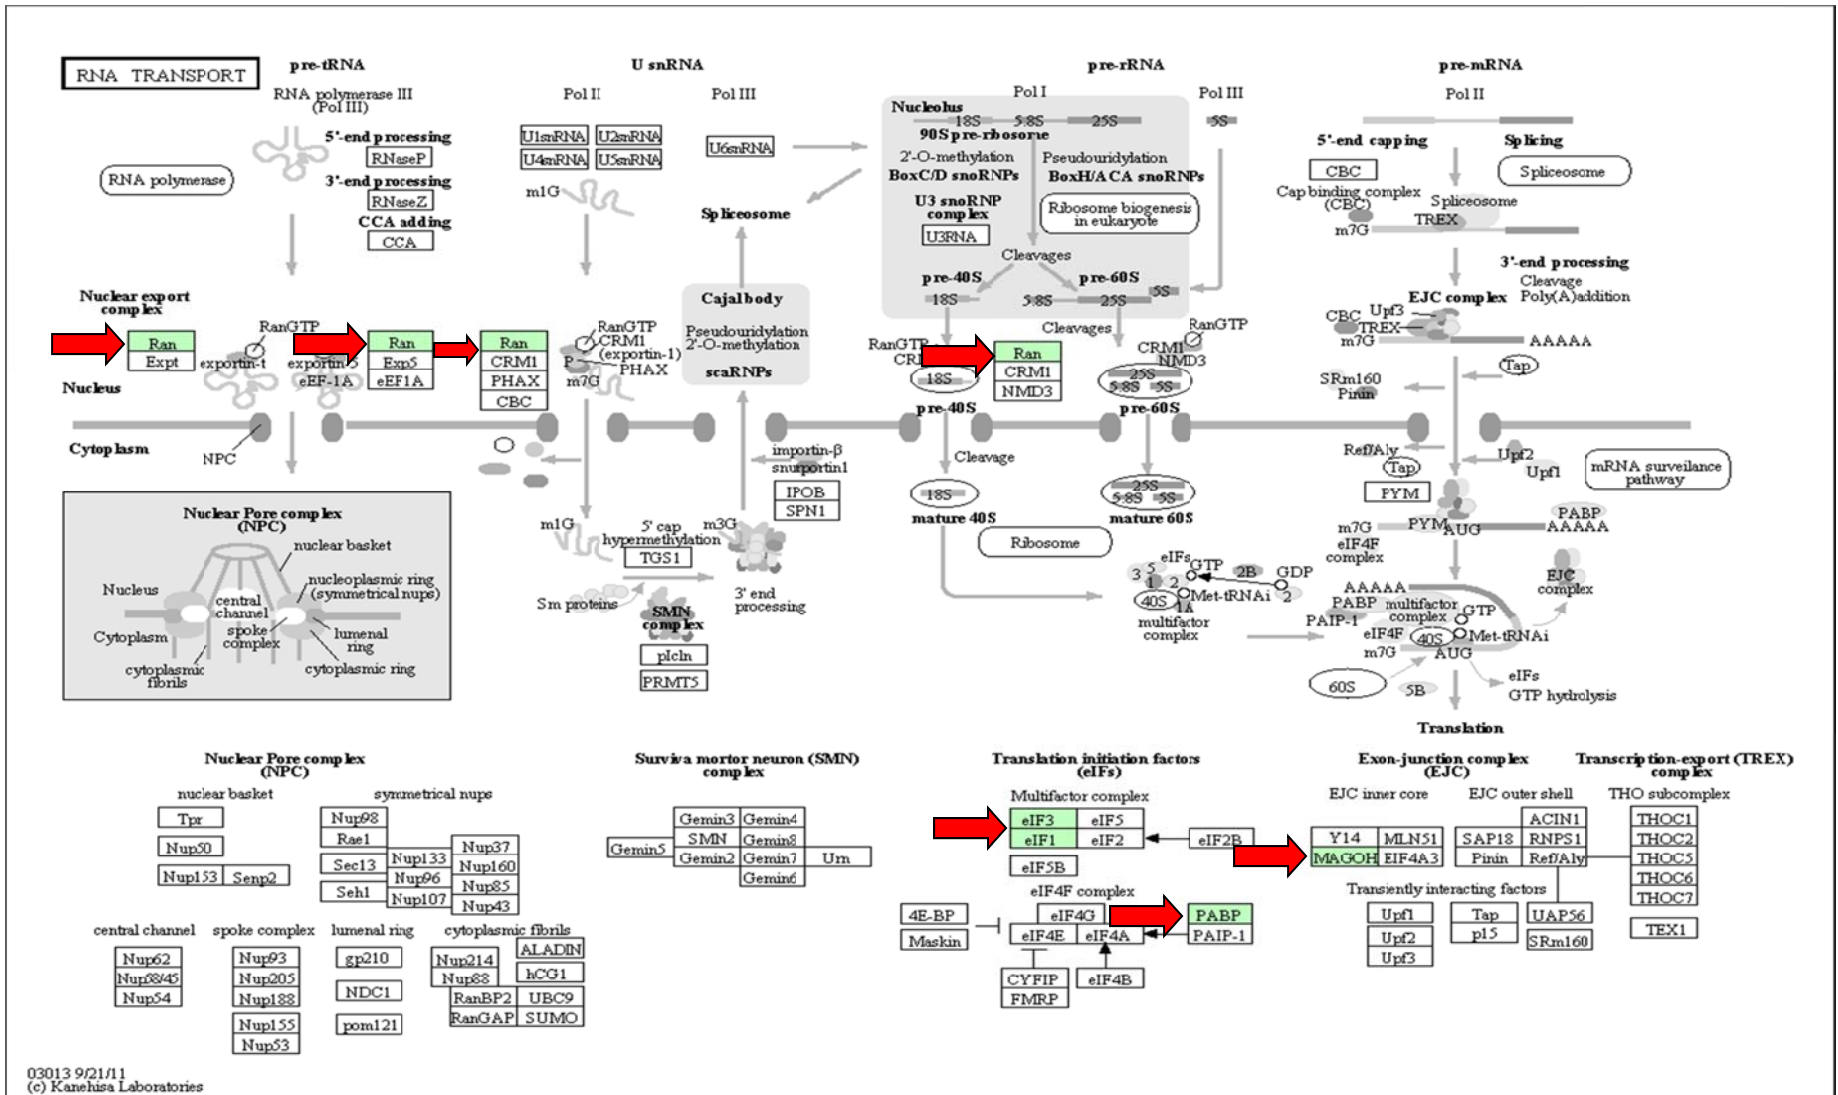 RNA TRANSPORT
pre-tRNA
RNA polymerase III
(Pol III)
5'-end processing
RNaseP
3'-end processing
RNaseZ
CCA adding
CCA
RNA polymerase
U snRNA
Pol II
Pol III
U1snRNA
U2snRNA
U4snRNA
U5snRNA
U6snRNA
m1G
Spliceosome
Cajal body
Pseudouridylation
2'-O-methylation
scaRNPs
pre-rRNA
Pol I
Pol III
Nucleolus
18S
5.8S
25S
5S
90S pre-ribosome
2'-O-methylation
BoxC/D snoRNPs
Pseudouridylation
BoxH/ACA snoRNPs
U3 snoRNP
complex
U3RNA
Ribosome biogenesis
in eukaryote
Cleavages
pre-40S
pre-60S
18S
5.8S
25S
5S
Cleavages
pre-mRNA
Pol II
5'-end capping
Splicing
CBC
Spliceosome
Cap binding complex
(CBC)
Spliceosome
TREX
m7G
3'-end processing
Cleavage
Poly(A)addition
EJC complex
CBC
Upf3
TREX
m7G
AAAAA
Nuclear export
complex
Ran
Expt
RanGTP
exportin-t
exportin-5
eEF-1A
Ran
Exp5
eEF1A
Ran
CRM1
PHAX
CBC
RanGTP
CRM1
(exportin-1)
P
PHAX
m7G
RanGTP
18S
Ran
CRM1
NMD3
RanGTP
CRM1
NMD3
25S
5.8S
5S
pre-40S
pre-60S
SRm160
Pinin
Tap
Nucleus
Cytoplasm
NPC
importin-β
snurportin1
IPOB
SPN1
Cleavage
18S
mature 40S
25S
5.8S
5S
mature 60S
Ribosome
Ref/Aly
Tap
Upf2
Upf1
mRNA surveilance
pathway
PYM
m7G
PYM
AUG
PABP
AAAAA
eIF4F
complex
Nuclear Pore complex
(NPC)
nuclear basket
Nucleus
nucleoplasmic ring
(symmetrical nups)
central
channel
spoke
complex
Cytoplasm
lumenal
ring
cytoplasmic
fibrils
cytoplasmic ring
m1G
5' cap
hypermethylation
m3G
TGS1
Sm proteins
3' end
processing
SMN
complex
pICln
PRMT5
eIFs
3
5
1
2
GTP
2B
GDP
2
40S
1A
Met-tRNAi
multifactor
complex
AAAAA
PABP
PAIP-1
multifactor
complex
GTP
eIF4F
40S
Met-tRNAi
m7G
AUG
EJC
complex
60S
5B
eIFs
GTP hydrolysis
Translation
Nuclear Pore complex
(NPC)
nuclear basket
Tpr
Nup50
Nup153
Senp2
symmetrical nups
Nup98
Rae1
Sec13
Seh1
Nup133
Nup96
Nup107
Nup37
Nup160
Nup85
Nup43
central channel
Nup62
Nup58/45
Nup54
spoke complex
Nup93
Nup205
Nup188
Nup155
Nup53
lumenal ring
gp210
NDC1
pom121
cytoplasmic fibrils
Nup214
Nup88
RanBP2
RanGAP
ALADIN
hCG1
UBC9
SUMO
Surviva mortor neuron (SMN)
complex
Gemin5
Gemin3
Gemin4
SMN
Gemin8
Gemin2
Gemin7
Gemin6
Translation initiation factors
(eIFs)
Multifactor complex
eIF3
eIF5
eIF1
eIF2
eIF2B
eIF5B
eIF4F complex
4E-BP
Maskin
eIF4G
eIF4E
eIF4A
PABP
PAIP-1
CYFIP
FMRP
eIF4B
Exon-junction complex
(EJC)
EJC inner core
Y14
MLN51
MAGOH
EIF4A3
EJC outer shell
ACIN1
SAP18
RNPS1
Pinin
Ref/Aly
Transiently interacting factors
Upf1
Upf2
Upf3
Tap
p15
UAP56
SRm160
Transcription-export (TREX)
complex
THO subcomplex
THOC1
THOC2
THOC5
THOC6
THOC7
TEX1
03013 9/21/11
(c) Kanehisa Laboratories